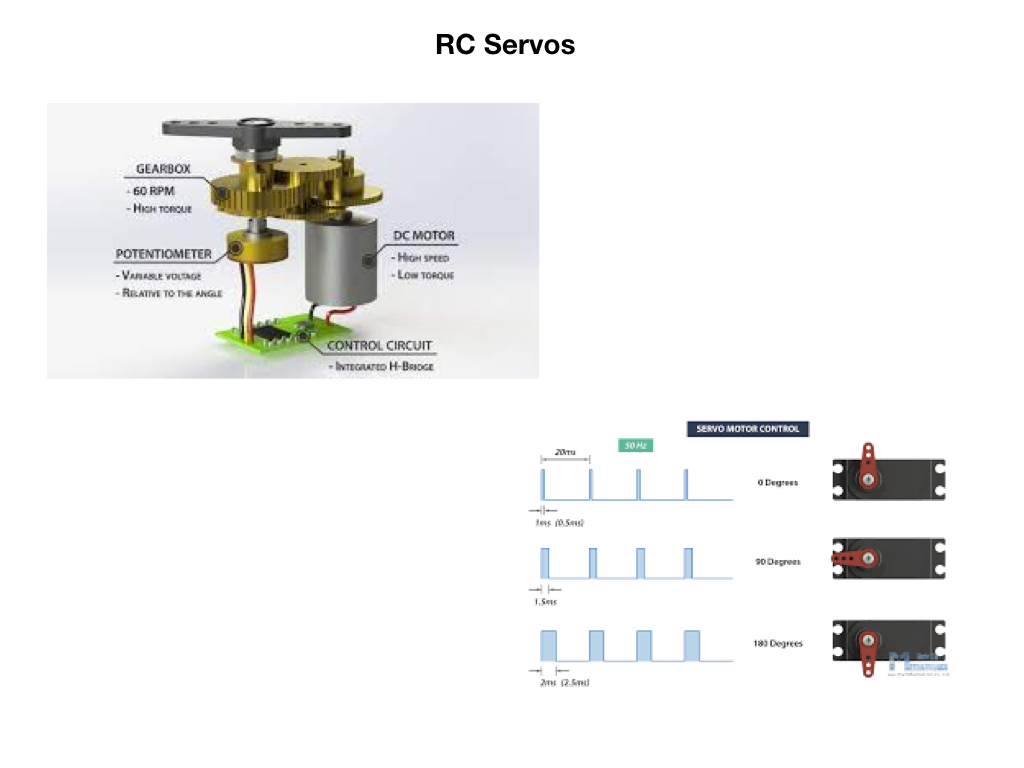 RC Servos
GEARBOX
- 60 RPM
- HIGH TORQUE
POTENTIOMETER
- VARIABLE VOLTAGE
- RELATIVE TO THE ANGLE
DC MOTOR
- HIGH SPEED
- LOW TORQUE
CONTROL CIRCUIT
- INTEGRATED H-BRIDGE
SERVO MOTOR CONTROL
50 Hz
20ms
0 Degrees
1ms (0.5ms)
90 Degrees
1.5ms
180 Degrees
2ms (2.5ms)